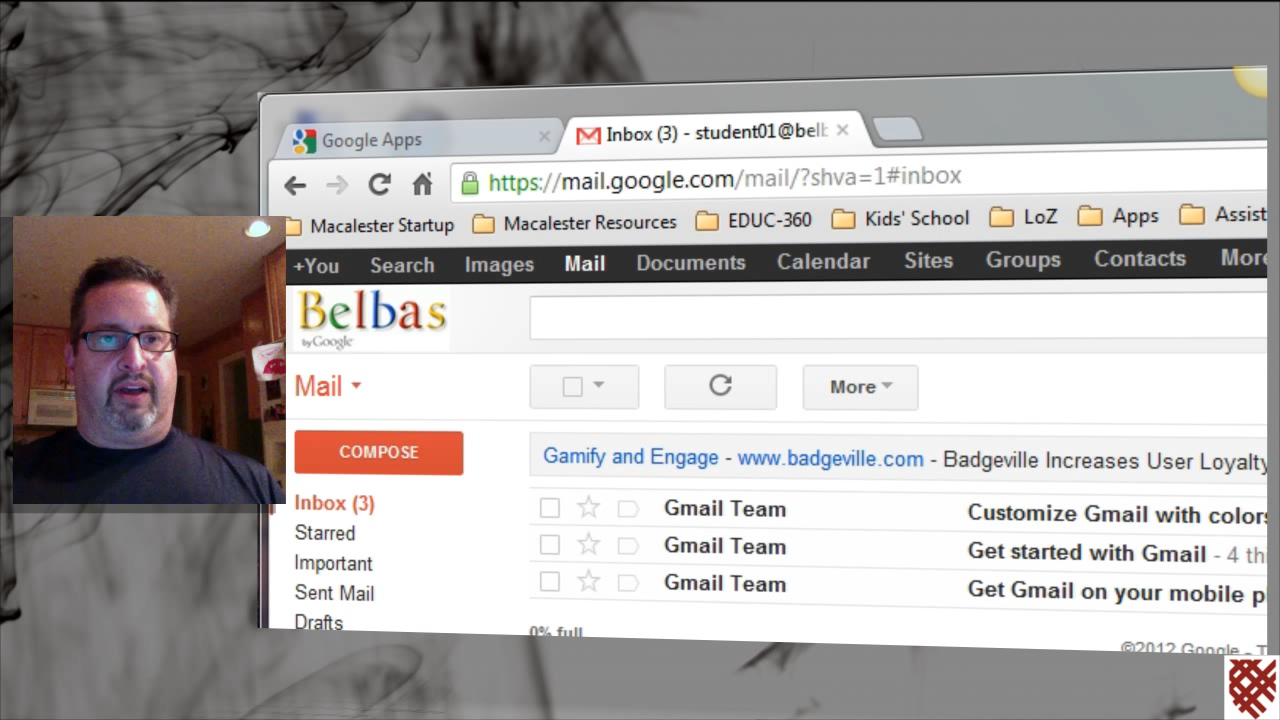 Google Apps
Inbox (3) - student01@belb
https://mail.google.com/mail/?shva=1#inbox
Macalester Startup Macalester Resources EDUC-360 Kids' School LoZ Apps Assist
+You Search Images Mail Documents Calendar Sites Groups Contacts More
Belbas
by Google
Mail
More
COMPOSE
Gamify and Engage - www.badgeville.com - Badgeville Increases User Loyalty
Inbox (3)
Gmail Team Customize Gmail with colors
Starred
Gmail Team Get started with Gmail - 4 th
Important
Gmail Team Get Gmail on your mobile p
Sent Mail
Drafts
0% full
©2012 Google - T